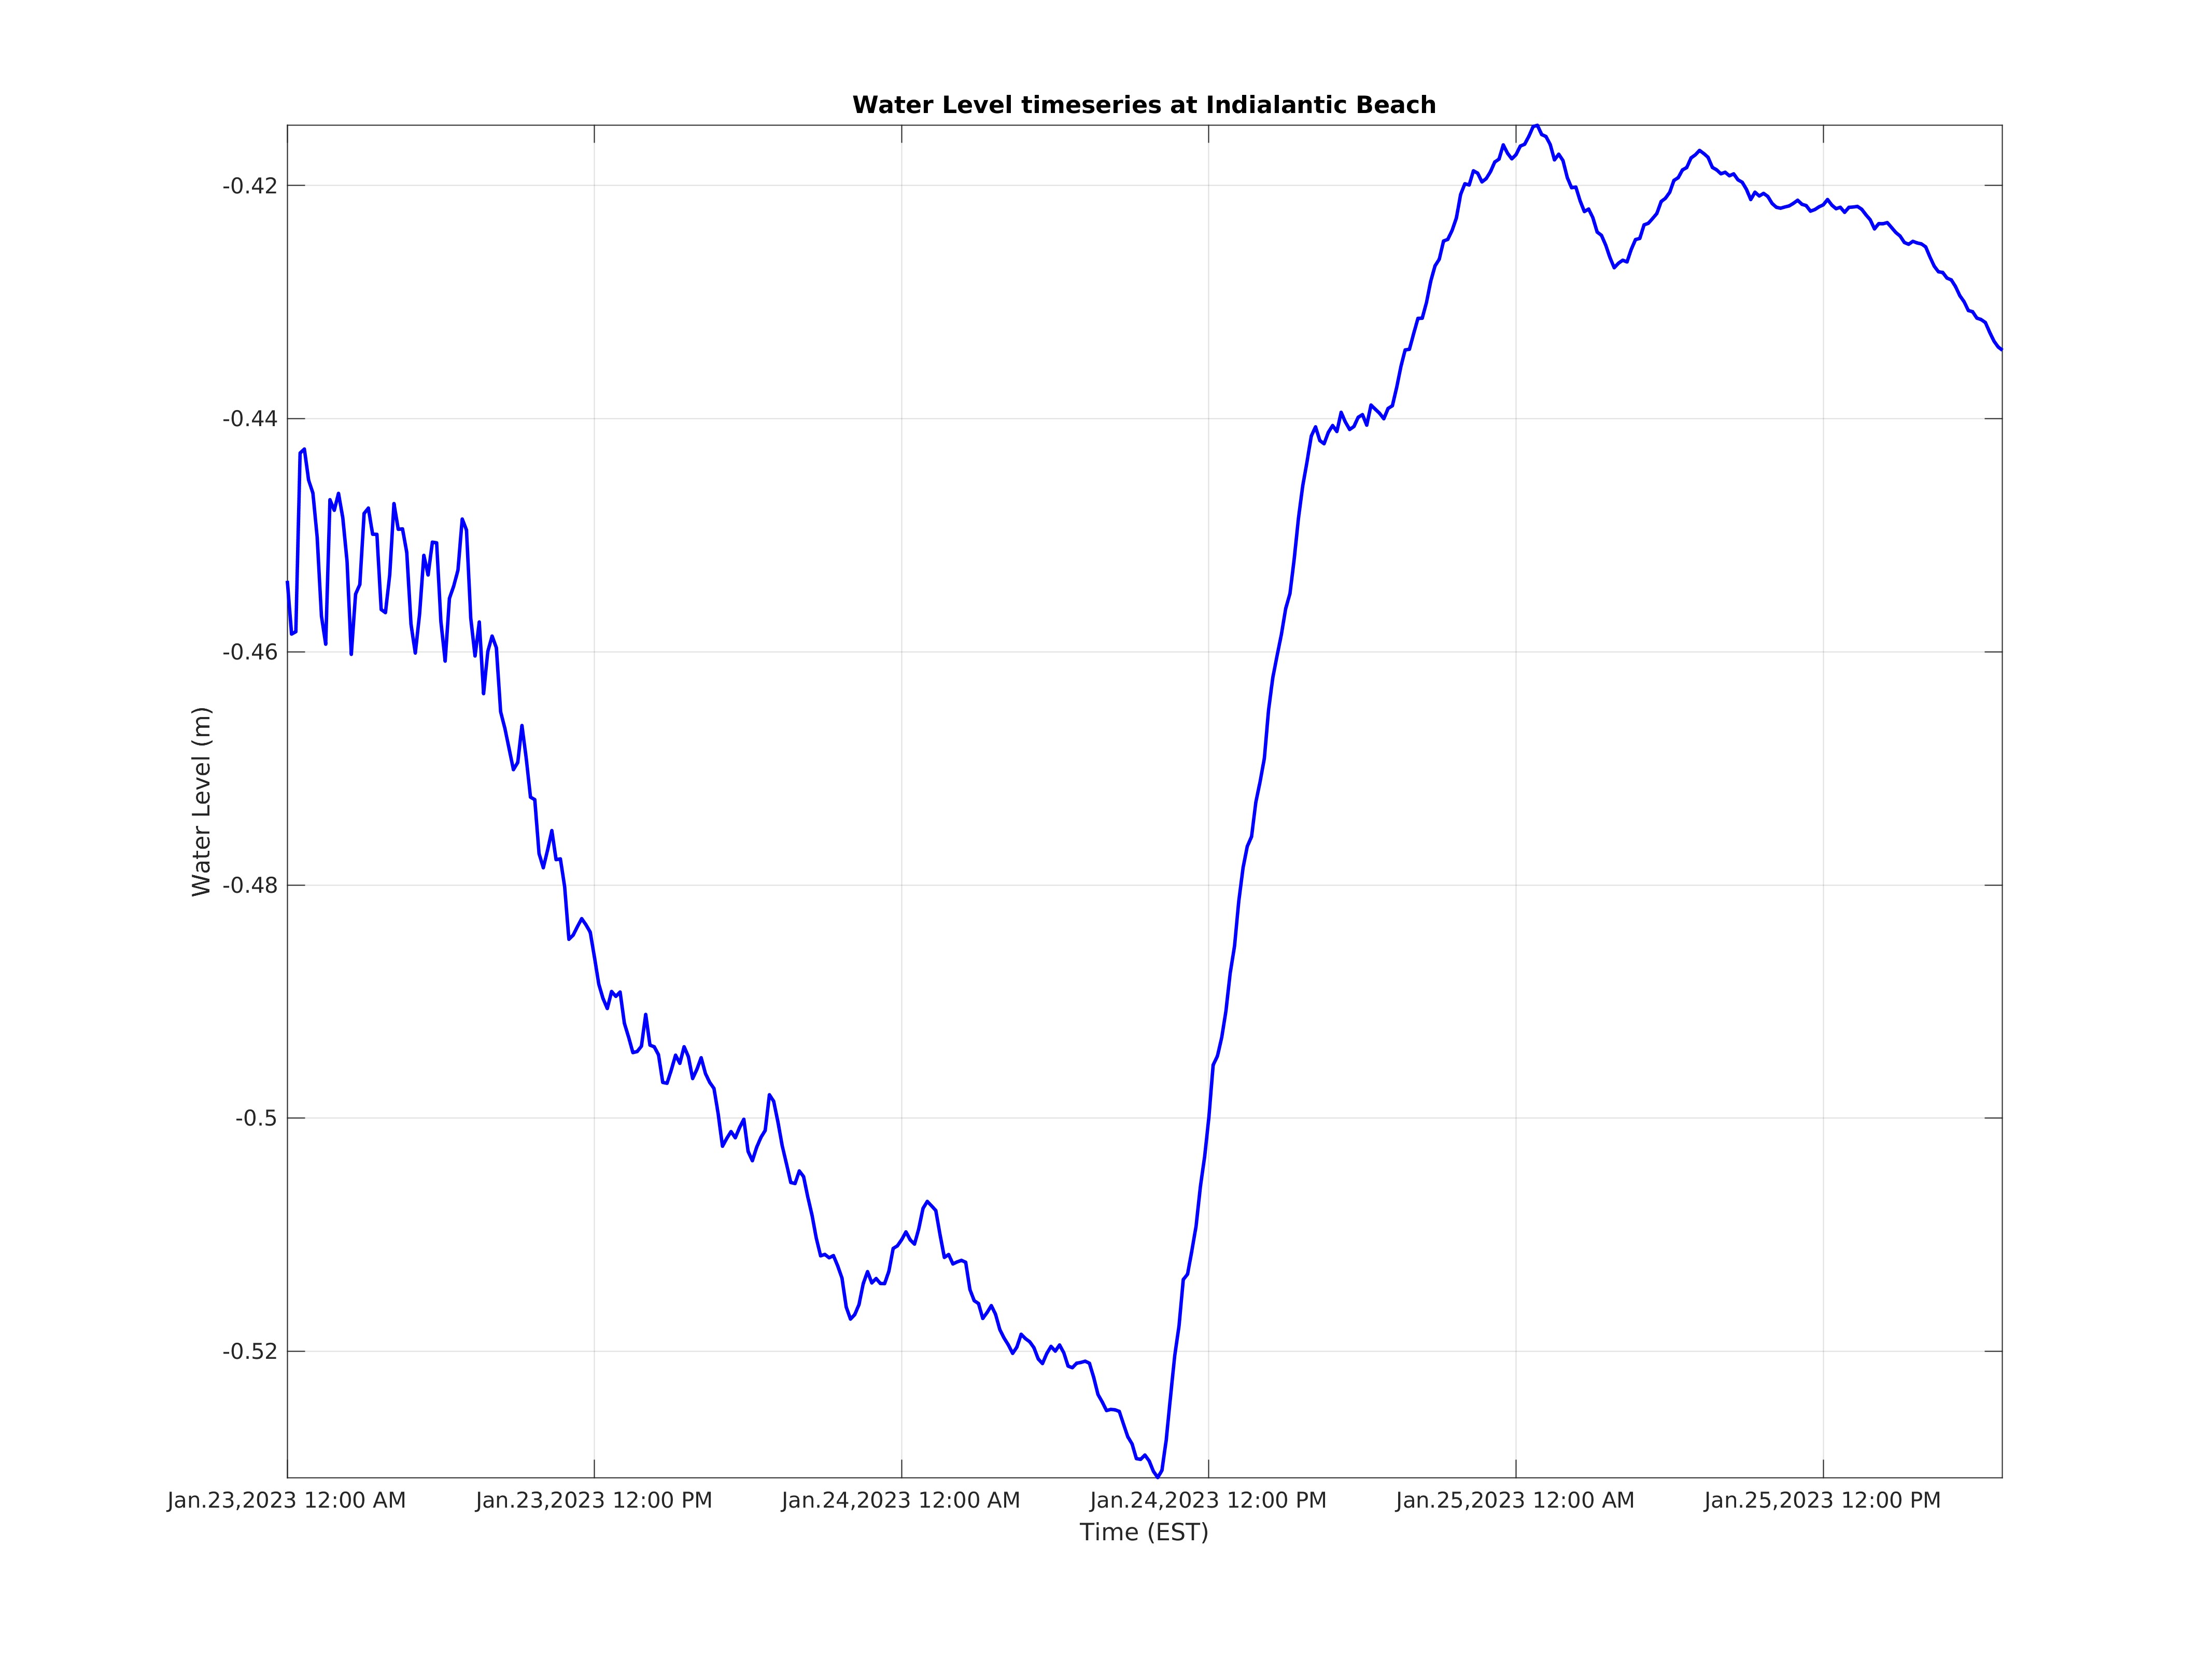 Water Level timeseries at Indialantic Beach
-0.42
-0.44
-0.46
-0.48
-0.5
-0.52
Water Level (m)
Jan.23,2023 12:00 AM
Jan.23,2023 12:00 PM
Jan.24,2023 12:00 AM
Jan.24,2023 12:00 PM
Jan.25,2023 12:00 AM
Jan.25,2023 12:00 PM
Time (EST)